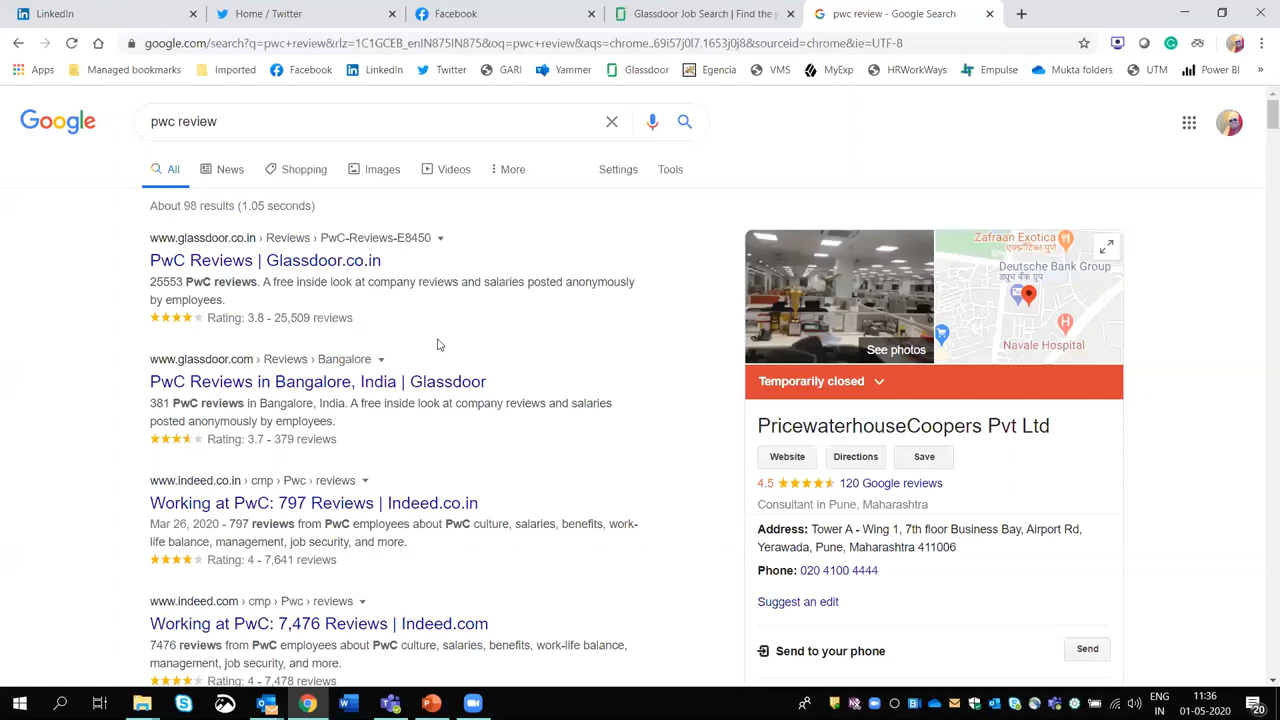 LinkedIn
Home / Twitter
Facebook
Glassdoor Job Search | Find the j
pwc review - Google Search
google.com/search?q=pwc+review&rlz=1C1GCEB_enIN875IN875&oq=pwc+review&aqs=chrome..69i57j0l7.1653j0j8&sourceid=chrome&ie=UTF-8
Apps
Managed bookmarks
Imported
Facebook
LinkedIn
Twitter
GARI
Yammer
Glassdoor
Egencia
VMS
MyExp
HRWorkWays
Empulse
Mukta folders
UTM
Power BI
»
Google
pwc review
All
News
Shopping
Images
Videos
More
Settings
Tools
About 98 results (1.05 seconds)
www.glassdoor.co.in › Reviews › PwC-Reviews-E8450
PwC Reviews | Glassdoor.co.in
25553 PwC reviews. A free inside look at company reviews and salaries posted anonymously
by employees.
Rating: 3.8 - 25,509 reviews
www.glassdoor.com › Reviews › Bangalore
PwC Reviews in Bangalore, India | Glassdoor
381 PwC reviews in Bangalore, India. A free inside look at company reviews and salaries
posted anonymously by employees.
Rating: 3.7 - 379 reviews
www.indeed.co.in › cmp › Pwc › reviews
Working at PwC: 797 Reviews | Indeed.co.in
Mar 26, 2020 - 797 reviews from PwC employees about PwC culture, salaries, benefits, work-
life balance, management, job security, and more.
Rating: 4 - 7,641 reviews
www.indeed.com › cmp › Pwc › reviews
Working at PwC: 7,476 Reviews | Indeed.com
7476 reviews from PwC employees about PwC culture, salaries, benefits, work-life balance,
management, job security, and more.
Rating: 4 - 7,478 reviews
See photos
Zafraan Exotica
Deutsche Bank Group
Navale Hospital
Temporarily closed
PricewaterhouseCoopers Pvt Ltd
Website
Directions
Save
4.5
120 Google reviews
Consultant in Pune, Maharashtra
Address: Tower A - Wing 1, 7th floor Business Bay, Airport Rd,
Yerawada, Pune, Maharashtra 411006
Phone: 020 4100 4444
Suggest an edit
Send to your phone
Send
ENG
IN
11:36
01-05-2020
20